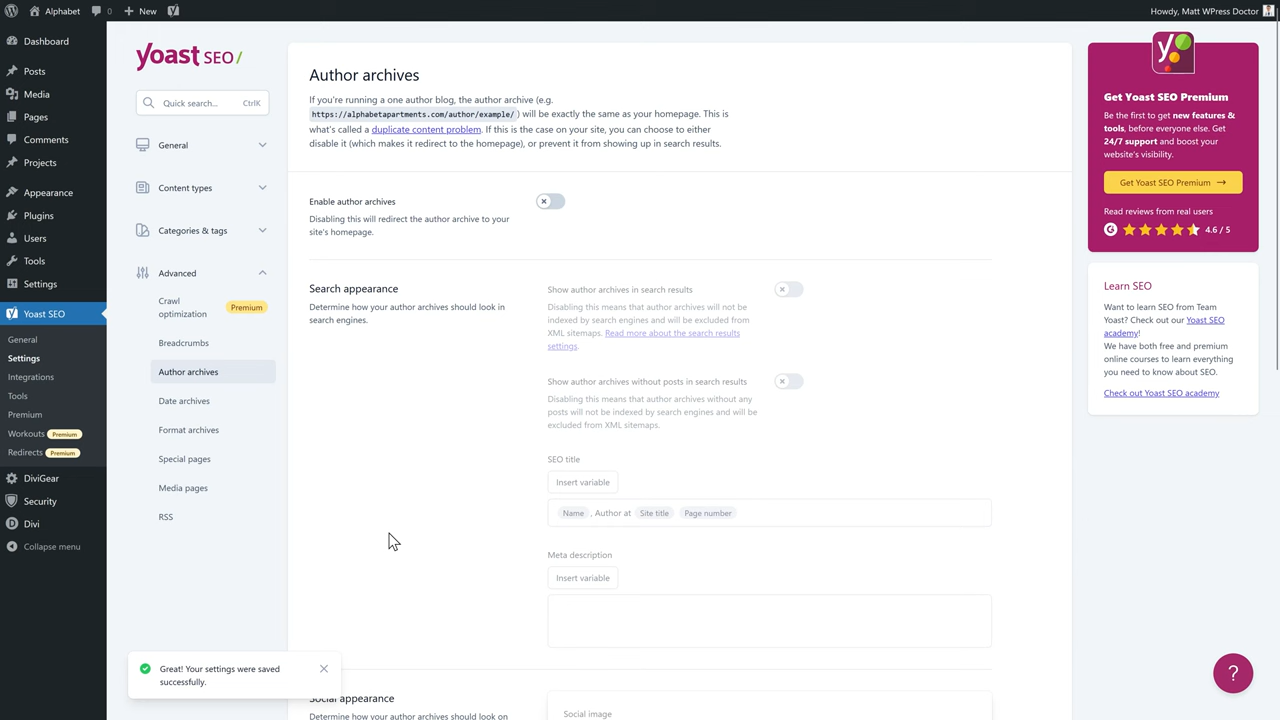 Alphabet
0
New
Howdy, Matt WPress Doctor
Dashboard
Posts
Media
Pages
Comments
Projects
Appearance
Plugins
Users
Tools
Settings
Yoast SEO
General
Settings
Integrations
Tools
Premium
Workouts Premium
Redirects Premium
DiviGear
Security
Divi
Collapse menu
yoast SEO/
Quick search... CtrlK
General
Content types
Categories & tags
Advanced
Crawl
optimization
Premium
Breadcrumbs
Author archives
Date archives
Format archives
Special pages
Media pages
RSS
Author archives
If you're running a one author blog, the author archive (e.g.
https://alphabetapartments.com/author/example/ ) will be exactly the same as your homepage. This is
what's called a duplicate content problem. If this is the case on your site, you can choose to either
disable it (which makes it redirect to the homepage), or prevent it from showing up in search results.
Enable author archives
Disabling this will redirect the author archive to your
site's homepage.
Search appearance
Determine how your author archives should look in
search engines.
Show author archives in search results
Disabling this means that author archives will not be
indexed by search engines and will be excluded from
XML sitemaps. Read more about the search results
settings.
Show author archives without posts in search results
Disabling this means that author archives without any
posts will not be indexed by search engines and will be
excluded from XML sitemaps.
SEO title
Insert variable
Name , Author at Site title Page number
Meta description
Insert variable
Social appearance
Determine how your author archives should look on
Social image
Great! Your settings were saved
successfully.
y
Get Yoast SEO Premium
Be the first to get new features &
tools, before everyone else. Get
24/7 support and boost your
website's visibility.
Get Yoast SEO Premium →
Read reviews from real users
4.6 / 5
Learn SEO
Want to learn SEO from Team
Yoast? Check out our Yoast SEO
academy!
We have both free and premium
online courses to learn everything
you need to know about SEO.
Check out Yoast SEO academy
?